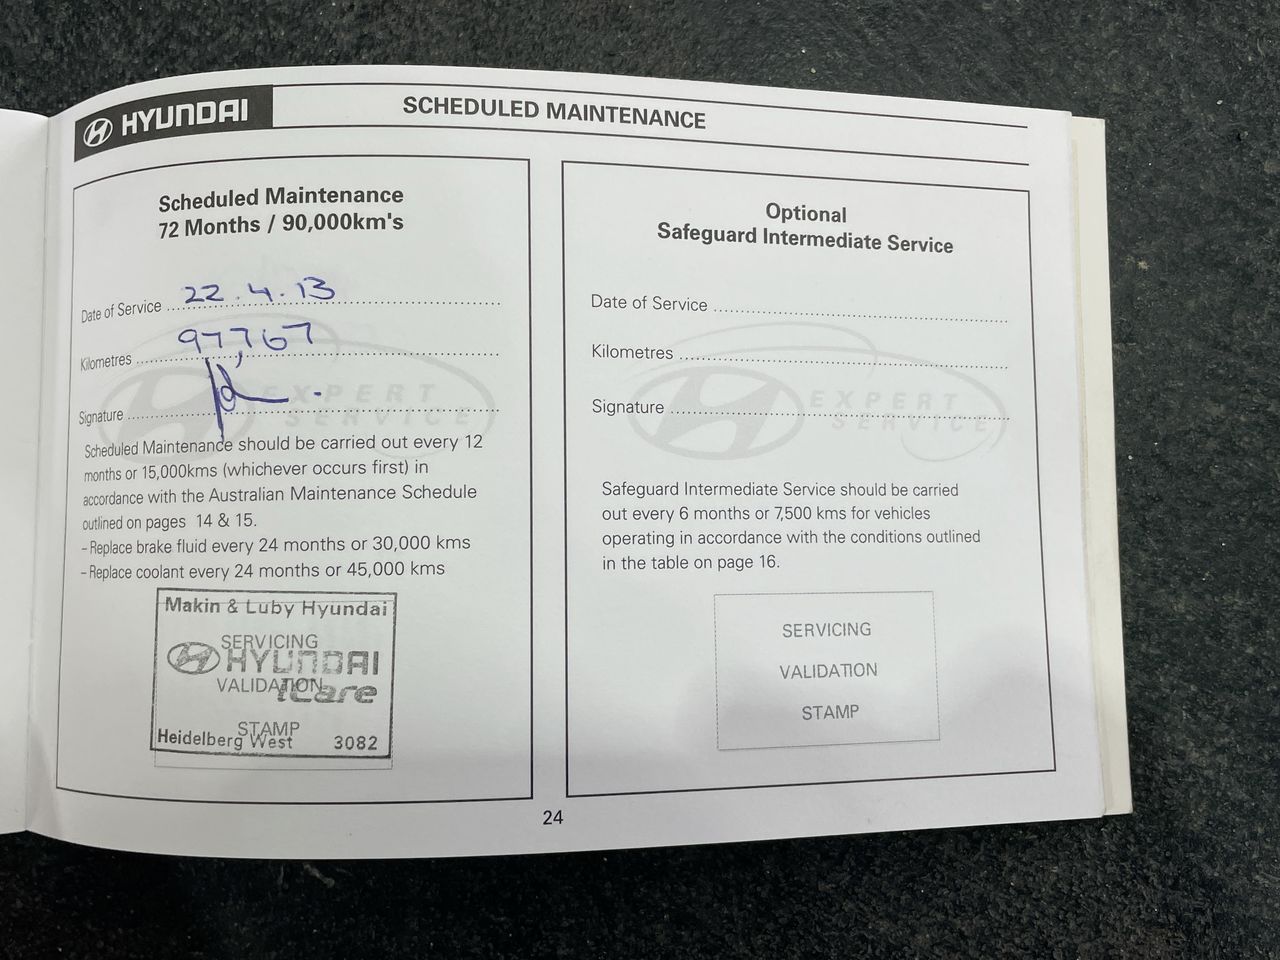 HYUNDAI
SCHEDULED MAINTENANCE
Scheduled Maintenance
72 Months / 90,000km's
Date of Service 22.4.13
Kilometres 97,767
Signature
EXPERT
SERVICE
Scheduled Maintenance should be carried out every 12
months or 15,000kms (whichever occurs first) in
accordance with the Australian Maintenance Schedule
outlined on pages 14 & 15.
- Replace brake fluid every 24 months or 30,000 kms
- Replace coolant every 24 months or 45,000 kms
Makin & Luby Hyundai
SERVICING
HYUNDAI
VALIDATION
iCare
STAMP
Heidelberg West 3082
Optional
Safeguard Intermediate Service
Date of Service
Kilometres
EXPERT
SERVICE
Signature
Safeguard Intermediate Service should be carried
out every 6 months or 7,500 kms for vehicles
operating in accordance with the conditions outlined
in the table on page 16.
SERVICING
VALIDATION
STAMP
24